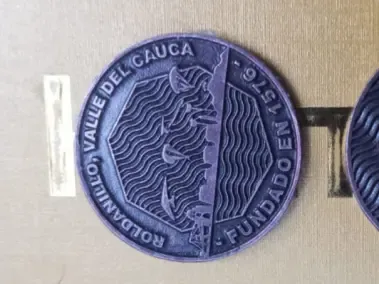 ROLDANILLO, VALLE DEL CAUCA
- FUNDADO EN 1576 -